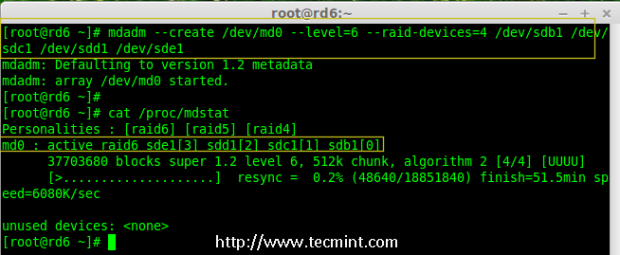 root@rd6:~
[root@rd6 ~]# mdadm --create /dev/md0 --level=6 --raid-devices=4 /dev/sdb1 /dev/
sdc1 /dev/sdd1 /dev/sde1
mdadm: Defaulting to version 1.2 metadata
mdadm: array /dev/md0 started.
[root@rd6 ~]#
[root@rd6 ~]# cat /proc/mdstat
Personalities : [raid6] [raid5] [raid4]
md0 : active raid6 sde1[3] sdd1[2] sdc1[1] sdb1[0]
37703680 blocks super 1.2 level 6, 512k chunk, algorithm 2 [4/4] [UUUU]
[>....................] resync = 0.2% (48640/18851840) finish=51.5min sp
eed=6080K/sec
unused devices: <none>
[root@rd6 ~]#
http://www.tecmint.com